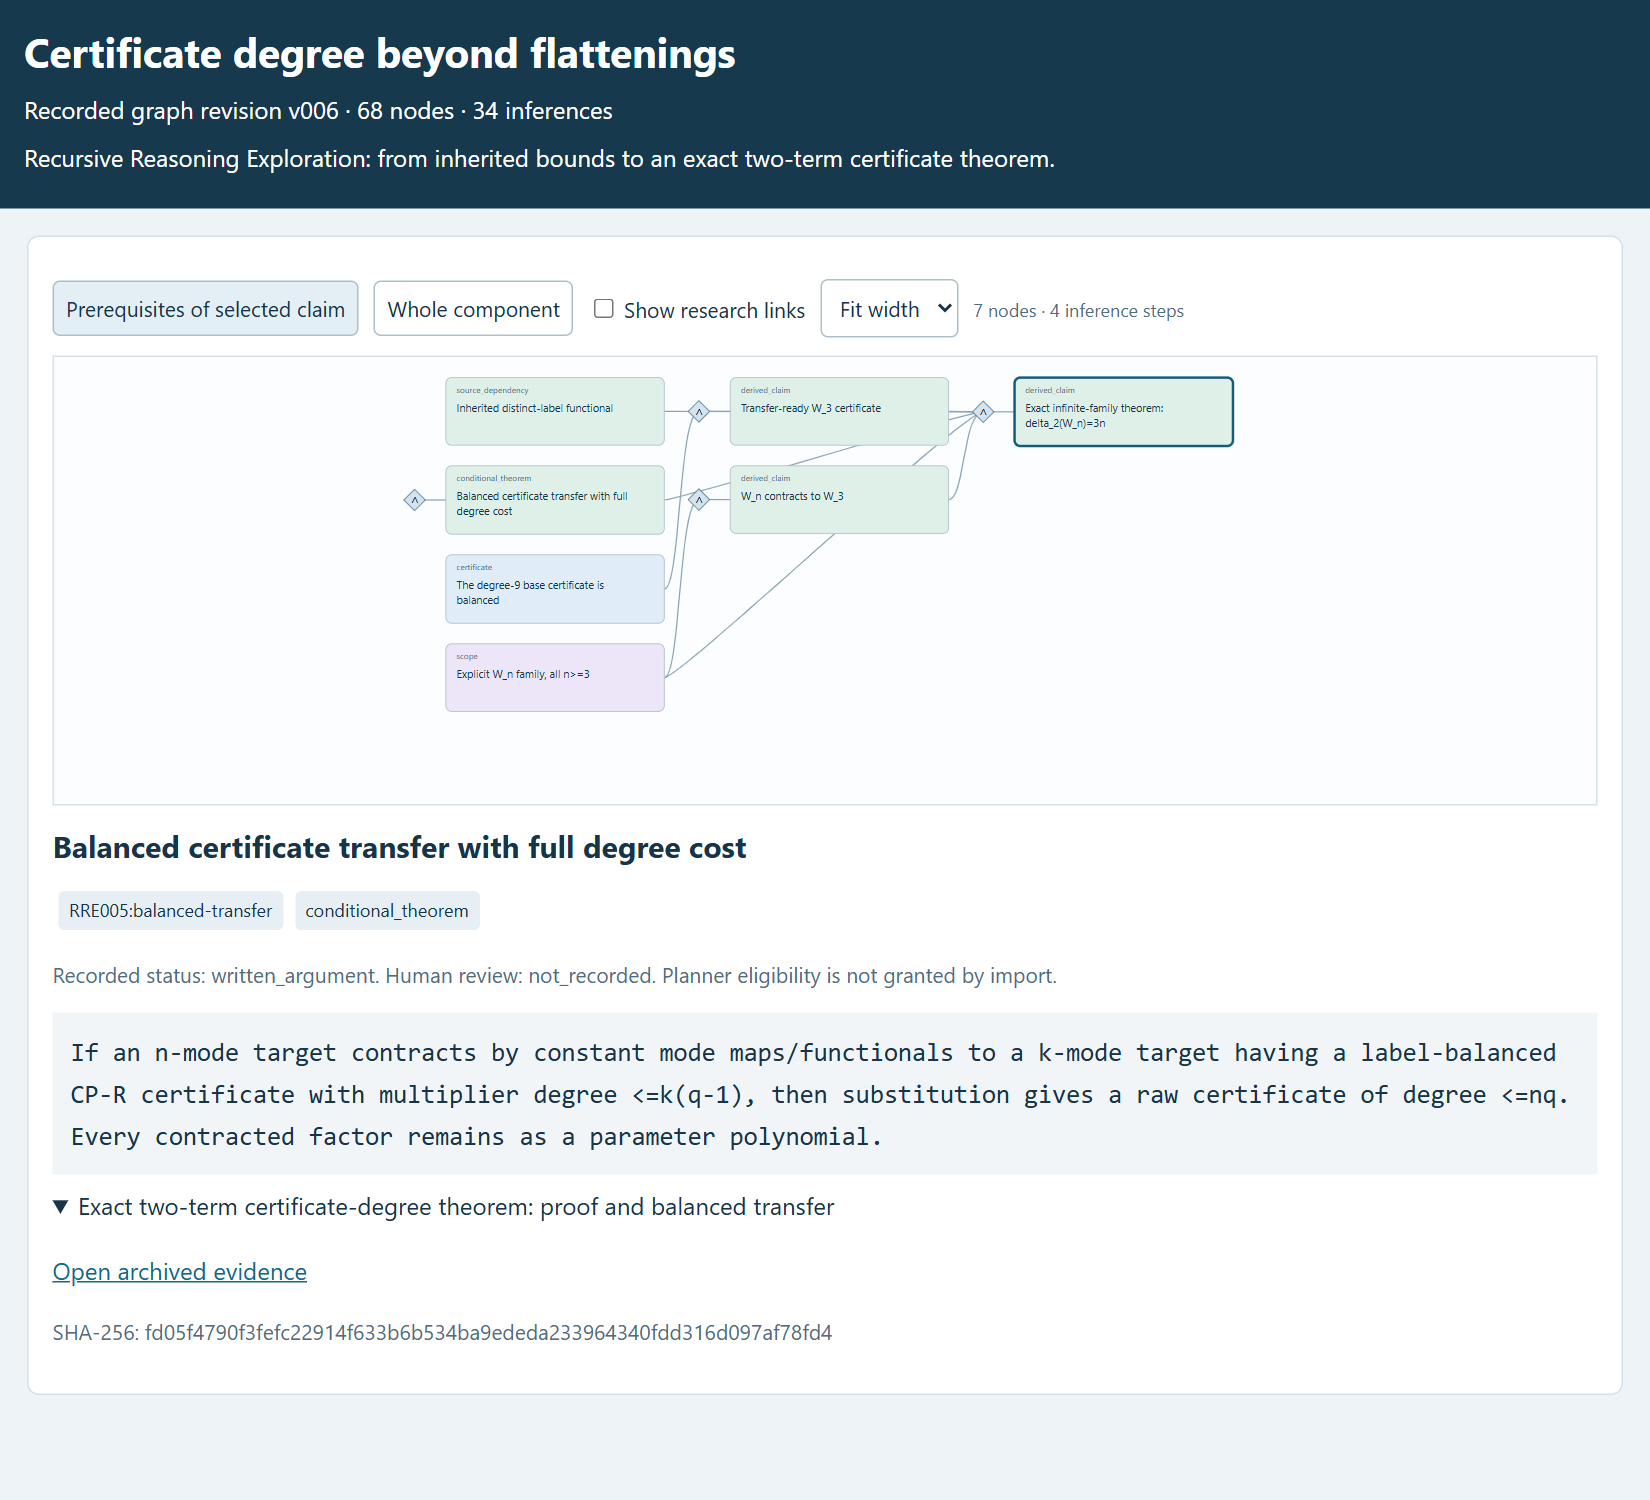 Certificate degree beyond flattenings
Recorded graph revision v006 · 68 nodes · 34 inferences
Recursive Reasoning Exploration: from inherited bounds to an exact two-term certificate theorem.
Prerequisites of selected claim
Whole component
Show research links
Fit width
7 nodes · 4 inference steps
source_dependency
Inherited distinct-label functional
∧
derived_claim
Transfer-ready W_3 certificate
∧
derived_claim
Exact infinite-family theorem:
delta_2(W_n)=3n
∧
conditional_theorem
Balanced certificate transfer with full
degree cost
∧
derived_claim
W_n contracts to W_3
certificate
The degree-9 base certificate is
balanced
scope
Explicit W_n family, all n>=3
Balanced certificate transfer with full degree cost
RRE005:balanced-transfer
conditional_theorem
Recorded status: written_argument. Human review: not_recorded. Planner eligibility is not granted by import.
If an n-mode target contracts by constant mode maps/functionals to a k-mode target having a label-balanced
CP-R certificate with multiplier degree <=k(q-1), then substitution gives a raw certificate of degree <=nq.
Every contracted factor remains as a parameter polynomial.
▼ Exact two-term certificate-degree theorem: proof and balanced transfer
Open archived evidence
SHA-256: fd05f4790f3fefc22914f633b6b534ba9ededa233964340fdd316d097af78fd4